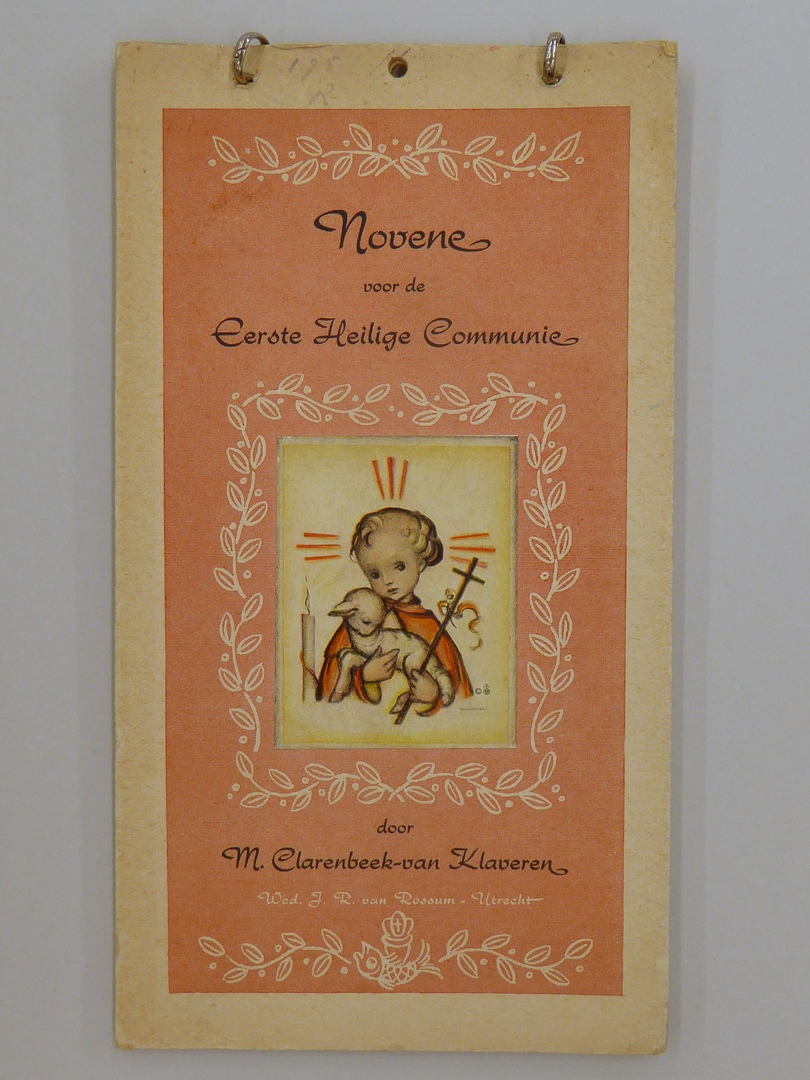 Novene
voor de
Eerste Heilige Communie
door
M. Clarenbeek-van Klaveren
Wed. J. R. van Rossum - Utrecht